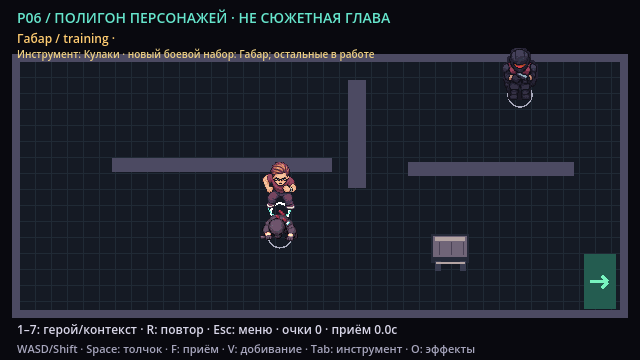 P06 / ПОЛИГОН ПЕРСОНАЖЕЙ · НЕ СЮЖЕТНАЯ ГЛАВА
Габар / training ·
Инструмент: Кулаки · новый боевой набор: Габар; остальные в работе
1–7: герой/контекст · R: повтор · Esc: меню · очки 0 · приём 0.0с
WASD/Shift · Space: толчок · F: приём · V: добивание · Tab: инструмент · O: эффекты